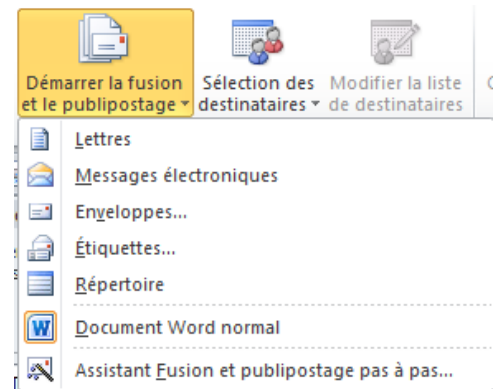 Démarrer la fusion Sélection des Modifier la liste
et le publipostage destinataires de destinataires
Lettres
Messages électroniques
Enveloppes...
Étiquettes...
Répertoire
Document Word normal
Assistant Fusion et publipostage pas à pas...